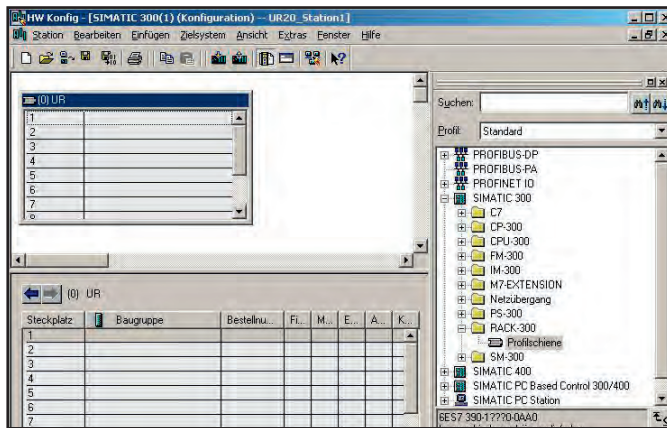 HW Konfig - [SIMATIC 300(1) (Konfiguration) -- UR20_Station1]
Station Bearbeiten Einfügen Zielsystem Ansicht Extras Fenster Hilfe
(0) UR
1
2
3
4
5
6
7
8
Suchen:
Profil: Standard
PROFIBUS-DP
PROFIBUS-PA
PROFINET IO
SIMATIC 300
C7
CP-300
CPU-300
FM-300
IM-300
M7-EXTENSION
Netzübergang
PS-300
RACK-300
Profilschiene
SM-300
SIMATIC 400
SIMATIC PC Based Control 300/400
SIMATIC PC Station
6ES7 390-1???0-0AA0
(0) UR
Steckplatz Baugruppe Bestellnu... Fi... M... E... A... K...
1
2
3
4
5
6
7